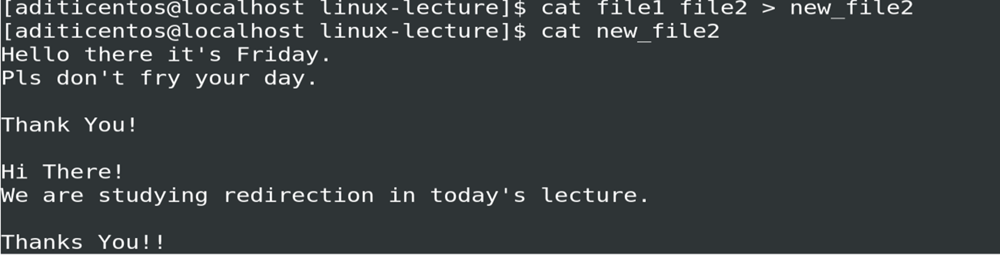 [aditicentos@localhost linux-lecture]$ cat file1 file2 > new_file2
[aditicentos@localhost linux-lecture]$ cat new_file2
Hello there it's Friday.
Pls don't fry your day.
Thank You!
Hi There!
We are studying redirection in today's lecture.
Thanks You!!